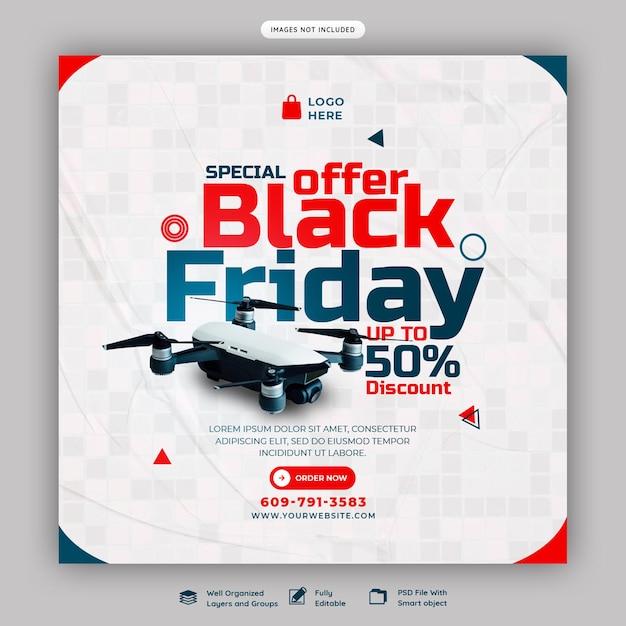 IMAGES NOT INCLUDED
LOGO
HERE
SPECIAL offer
Black
Friday
UP TO
50%
Discount
LOREM IPSUM DOLOR SIT AMET, CONSECTETUR
ADIPISCING ELIT, SED DO EIUSMOD TEMPOR
INCIDIDUNT UT LABORE.
ORDER NOW
609-791-3583
WWW.YOURWEBSITE.COM
Well Organized
Layers and Groups
Fully
Editable
PSD File With
Smart object